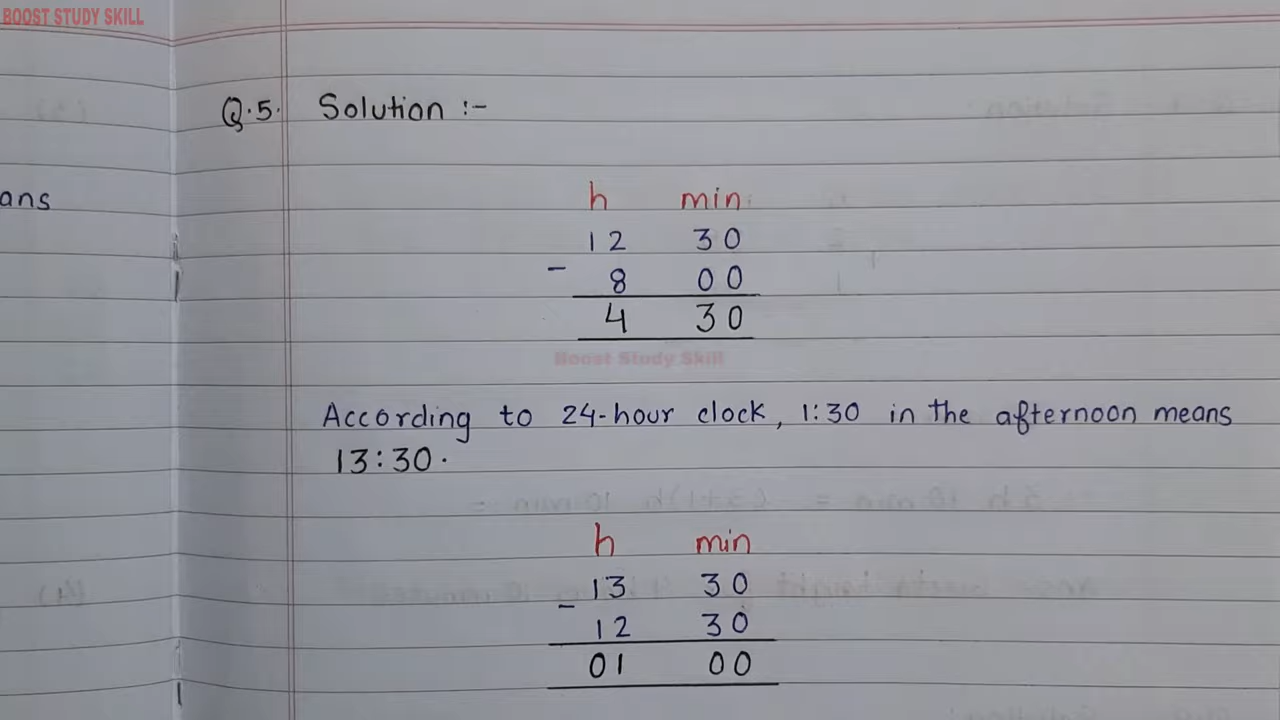 BOOST STUDY SKILL
Q.5. Solution :-
ans
h min
12 30
- 8 00
4 30
Boost Study Skill
According to 24-hour clock, 1:30 in the afternoon means
13:30.
h min
13 30
- 12 30
01 00